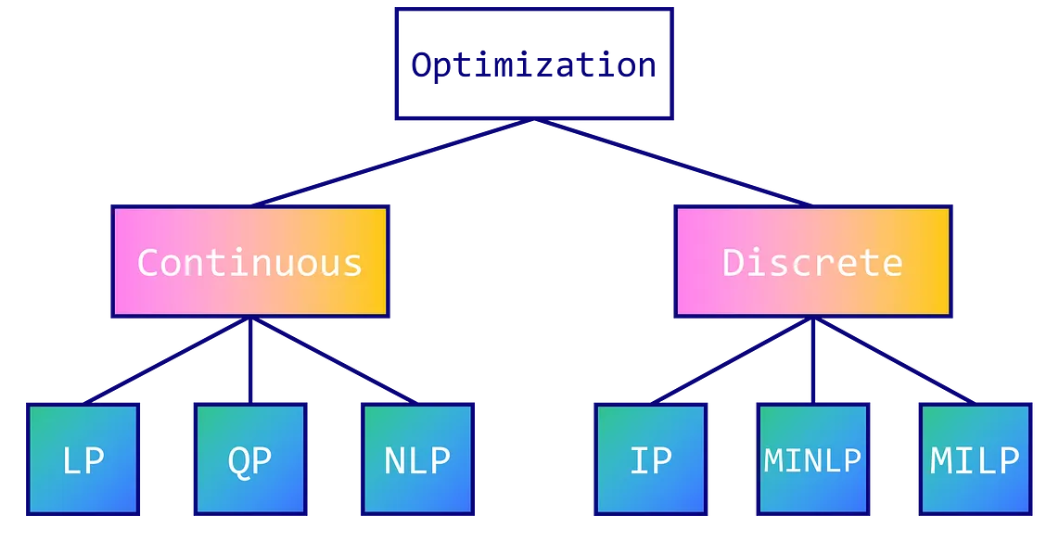 Optimization
Continuous
Discrete
LP
QP
NLP
IP
MINLP
MILP